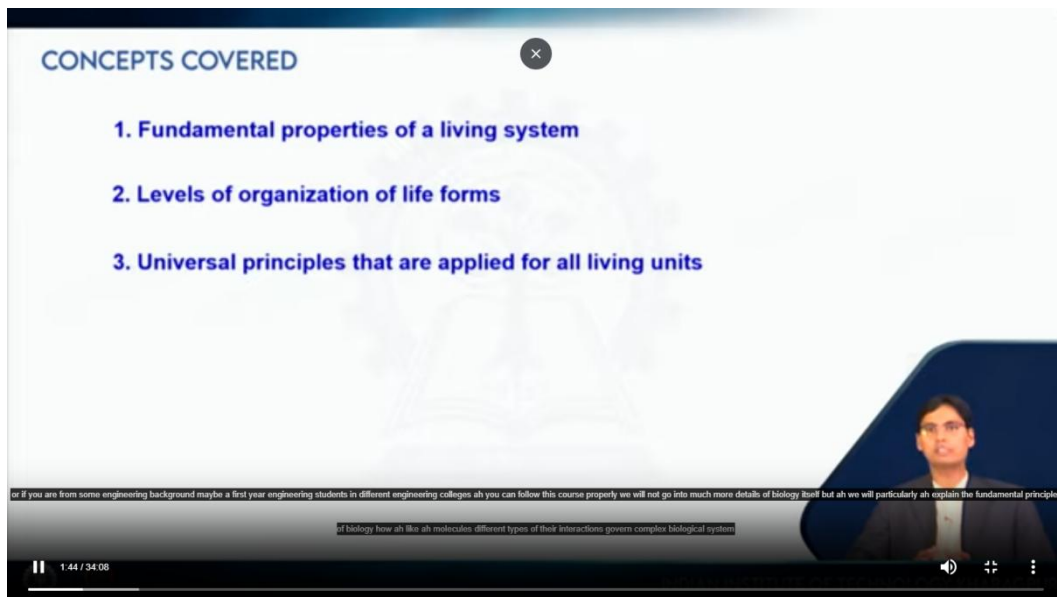 CONCEPTS COVERED
1. Fundamental properties of a living system
2. Levels of organization of life forms
3. Universal principles that are applied for all living units
or if you are from some engineering background maybe a first year engineering students in different engineering colleges ah you can follow this course properly we will not go into much more details of biology itself but ah we will particularly ah explain the fundamental principle
of biology how ah like ah molecules different types of their interactions govern complex biological system
1:44 / 34:08